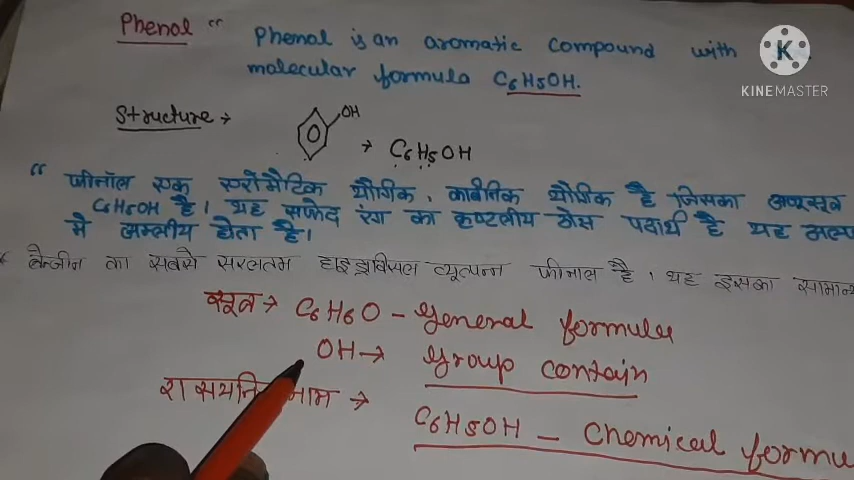 Phenol “ Phenol is an aromatic compound with
molecular formula C6H5OH.
K
KINEMASTER
Structure → OH → C6H5OH
“ फीनॉल एक एरोमैटिक यौगिक, कार्बनिक यौगिक है जिसका अणुसूत्र
C6H5OH है। यह सफेद रंग का कृष्टलीय ठोस पदार्थ है यह अल्प
मे अम्लीय होता है।
“ बेन्जीन का सबसे सरलतम हाइड्राक्सिल व्यूत्पन्न फीनाल है, यह इसका सामान्य
सूत्र → C6H6O - General formula
OH → group contain
नाम →
C6H5OH - Chemical formu